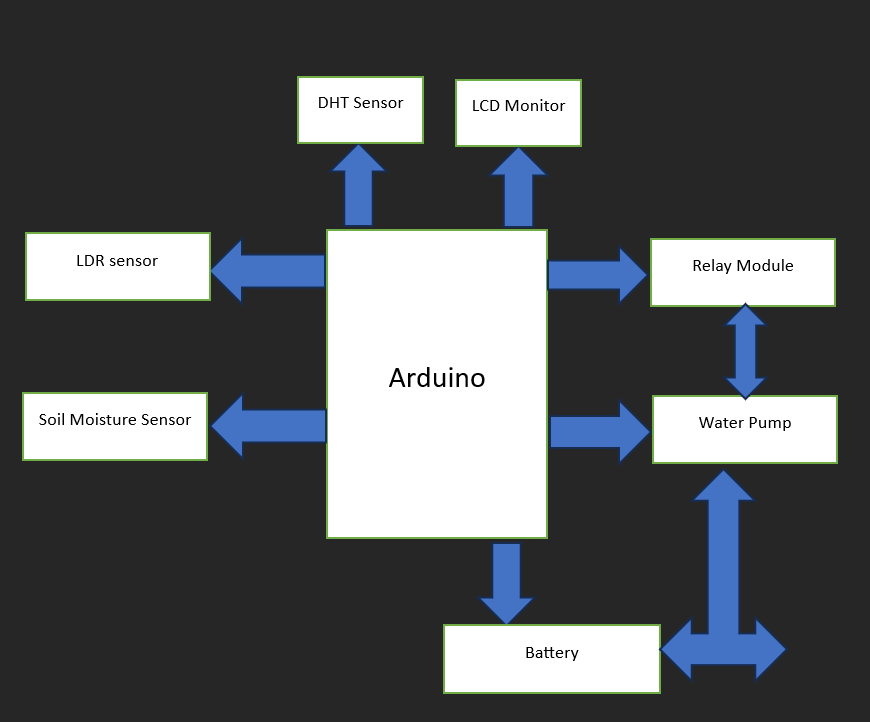 DHT Sensor
LCD Monitor
LDR sensor
Relay Module
Arduino
Soil Moisture Sensor
Water Pump
Battery